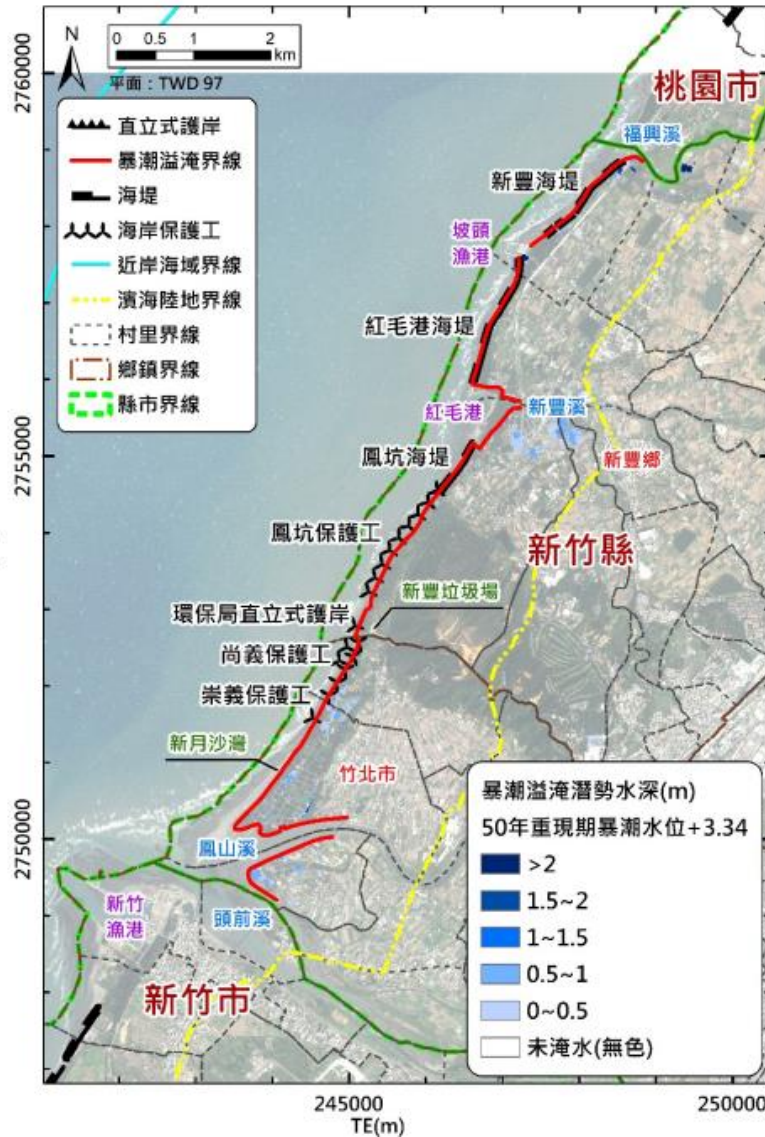 N
0 0.5 1 2
km
平面：TWD 97
直立式護岸
暴潮溢淹界線
海堤
海岸保護工
近岸海域界線
濱海陸地界線
村里界線
鄉鎮界線
縣市界線
桃園市
福興溪
新豐海堤
坡頭
漁港
紅毛港海堤
紅毛港
新豐溪
鳳坑海堤
新豐鄉
鳳坑保護工
新竹縣
新豐垃圾場
環保局直立式護岸
尚義保護工
崇義保護工
新月沙灣
竹北市
鳳山溪
新竹
漁港
頭前溪
新竹市
暴潮溢淹潛勢水深(m)
50年重現期暴潮水位+3.34
>2
1.5~2
1~1.5
0.5~1
0~0.5
未淹水(無色)
2760000
2755000
2750000
245000
250000
TE(m)